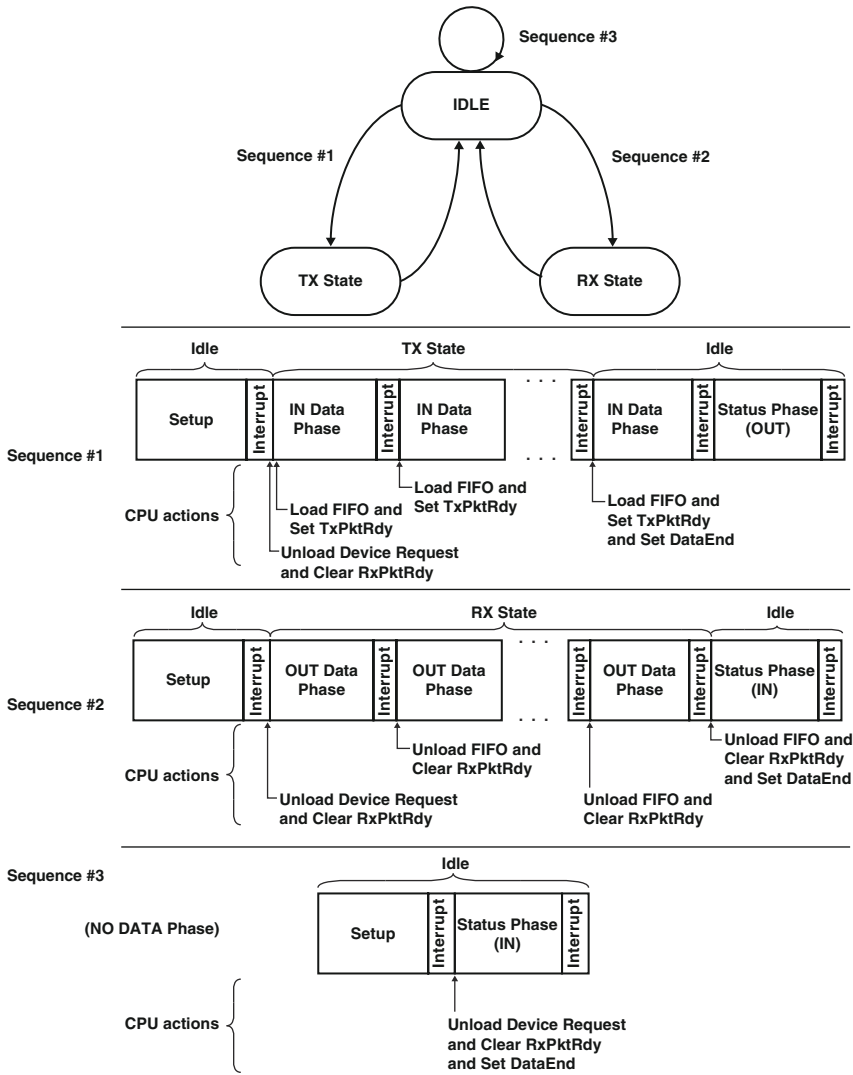 Sequence #3
IDLE
Sequence #1
Sequence #2
TX State
RX State
Idle
TX State
Idle
Sequence #1
Setup
Interrupt
IN Data
Phase
Interrupt
IN Data
Phase
. . .
. . .
Interrupt
IN Data
Phase
Interrupt
Status Phase
(OUT)
Interrupt
CPU actions
Load FIFO and
Set TxPktRdy
Unload Device Request
and Clear RxPktRdy
Load FIFO and
Set TxPktRdy
Load FIFO and
Set TxPktRdy
and Set DataEnd
Idle
RX State
Idle
Sequence #2
Setup
Interrupt
OUT Data
Phase
Interrupt
OUT Data
Phase
. . .
. . .
Interrupt
OUT Data
Phase
Interrupt
Status Phase
(IN)
Interrupt
CPU actions
Unload Device Request
and Clear RxPktRdy
Unload FIFO and
Clear RxPktRdy
Unload FIFO and
Clear RxPktRdy
Unload FIFO and
Clear RxPktRdy
and Set DataEnd
Sequence #3
Idle
(NO DATA Phase)
Setup
Interrupt
Status Phase
(IN)
Interrupt
CPU actions
Unload Device Request
and Clear RxPktRdy
and Set DataEnd